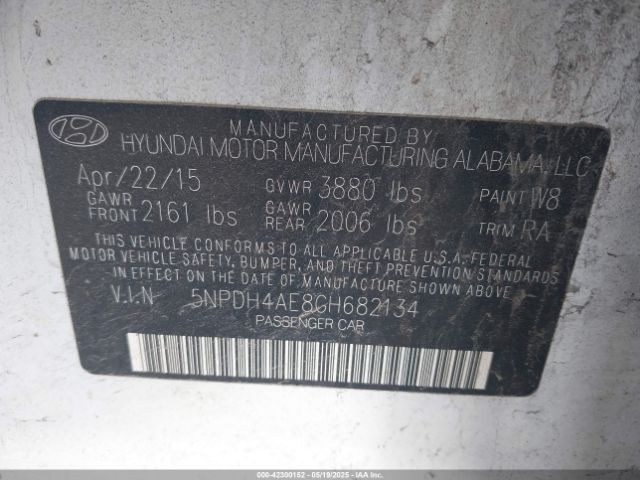 MANUFACTURED BY
HYUNDAI MOTOR MANUFACTURING ALABAMA, LLC
Apr/22/15 GVWR 3880 lbs PAINT W8
GAWR FRONT 2161 lbs GAWR REAR 2006 lbs TRIM RA
THIS VEHICLE CONFORMS TO ALL APPLICABLE U.S.A. FEDERAL
MOTOR VEHICLE SAFETY, BUMPER, AND THEFT PREVENTION STANDARDS
IN EFFECT ON THE DATE OF MANUFACTURE SHOWN ABOVE.
V.I.N 5NPDH4AE8GH682134
PASSENGER CAR
000-42300152 - 05/19/2025 - IAAI.COM